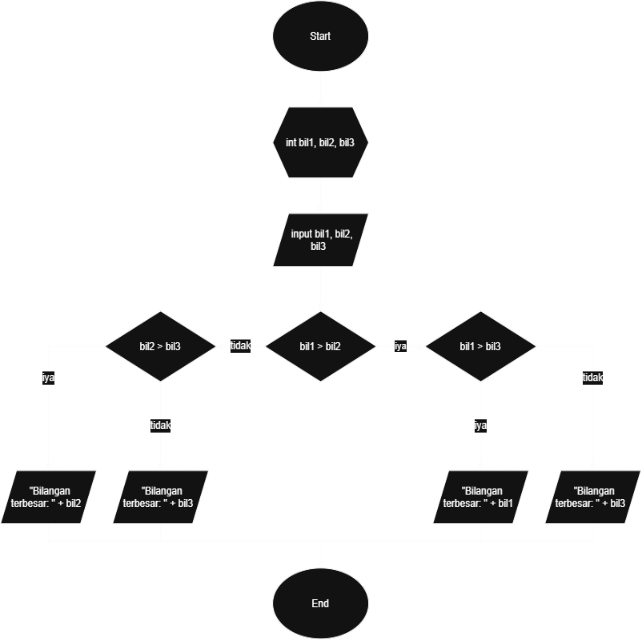 Start
int bil1, bil2, bil3
input bil1, bil2,
bil3
bil2 > bil3
tidak
bil1 > bil2
iya
bil1 > bil3
iya
tidak
tidak
iya
"Bilangan
terbesar: " + bil2
"Bilangan
terbesar: " + bil3
"Bilangan
terbesar: " + bil1
"Bilangan
terbesar: " + bil3
End